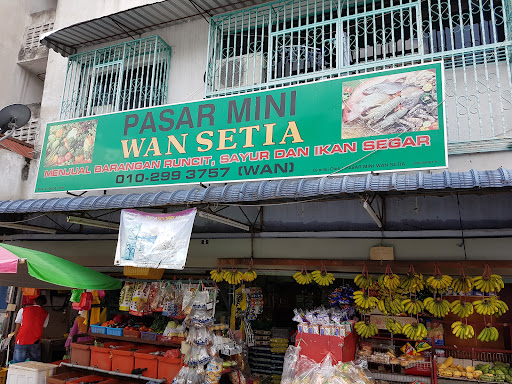 PASAR MINI
WAN SETIA
MENJUAL BARANGAN RUNCIT, SAYUR DAN IKAN SEGAR
010-299 3757 (WAN)